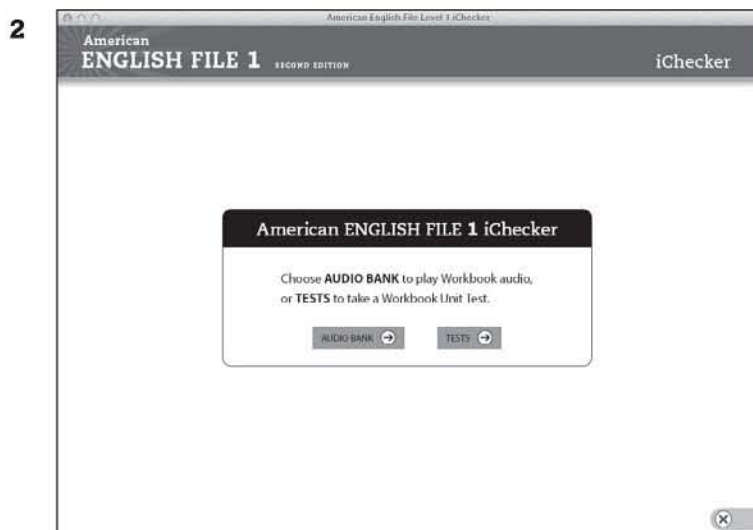 2
American English File Level 1 iChecker
American
ENGLISH FILE 1 SECOND EDITION
iChecker
American ENGLISH FILE 1 iChecker
Choose AUDIO BANK to play Workbook audio,
or TESTS to take a Workbook Unit Test.
AUDIO BANK
TESTS